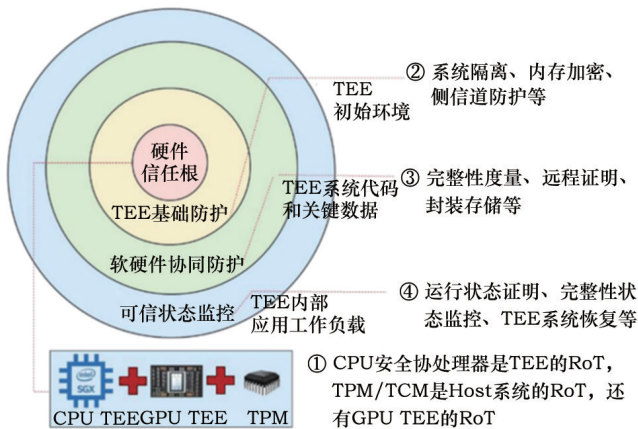 硬件
信任根
TEE基础防护
软硬件协同防护
可信状态监控
TEE
初始环境
② 系统隔离、内存加密、
侧信道防护等
TEE系统代码
和关键数据
③ 完整性度量、远程证明、
封装存储等
TEE内部
应用工作负载
④ 运行状态证明、完整性状
态监控、TEE系统恢复等
① CPU安全协处理器是TEE的RoT，
TPM/TCM是Host系统的RoT，还
有GPU TEE的RoT
intel
SGX
CPU TEE
GPU TEE
TPM